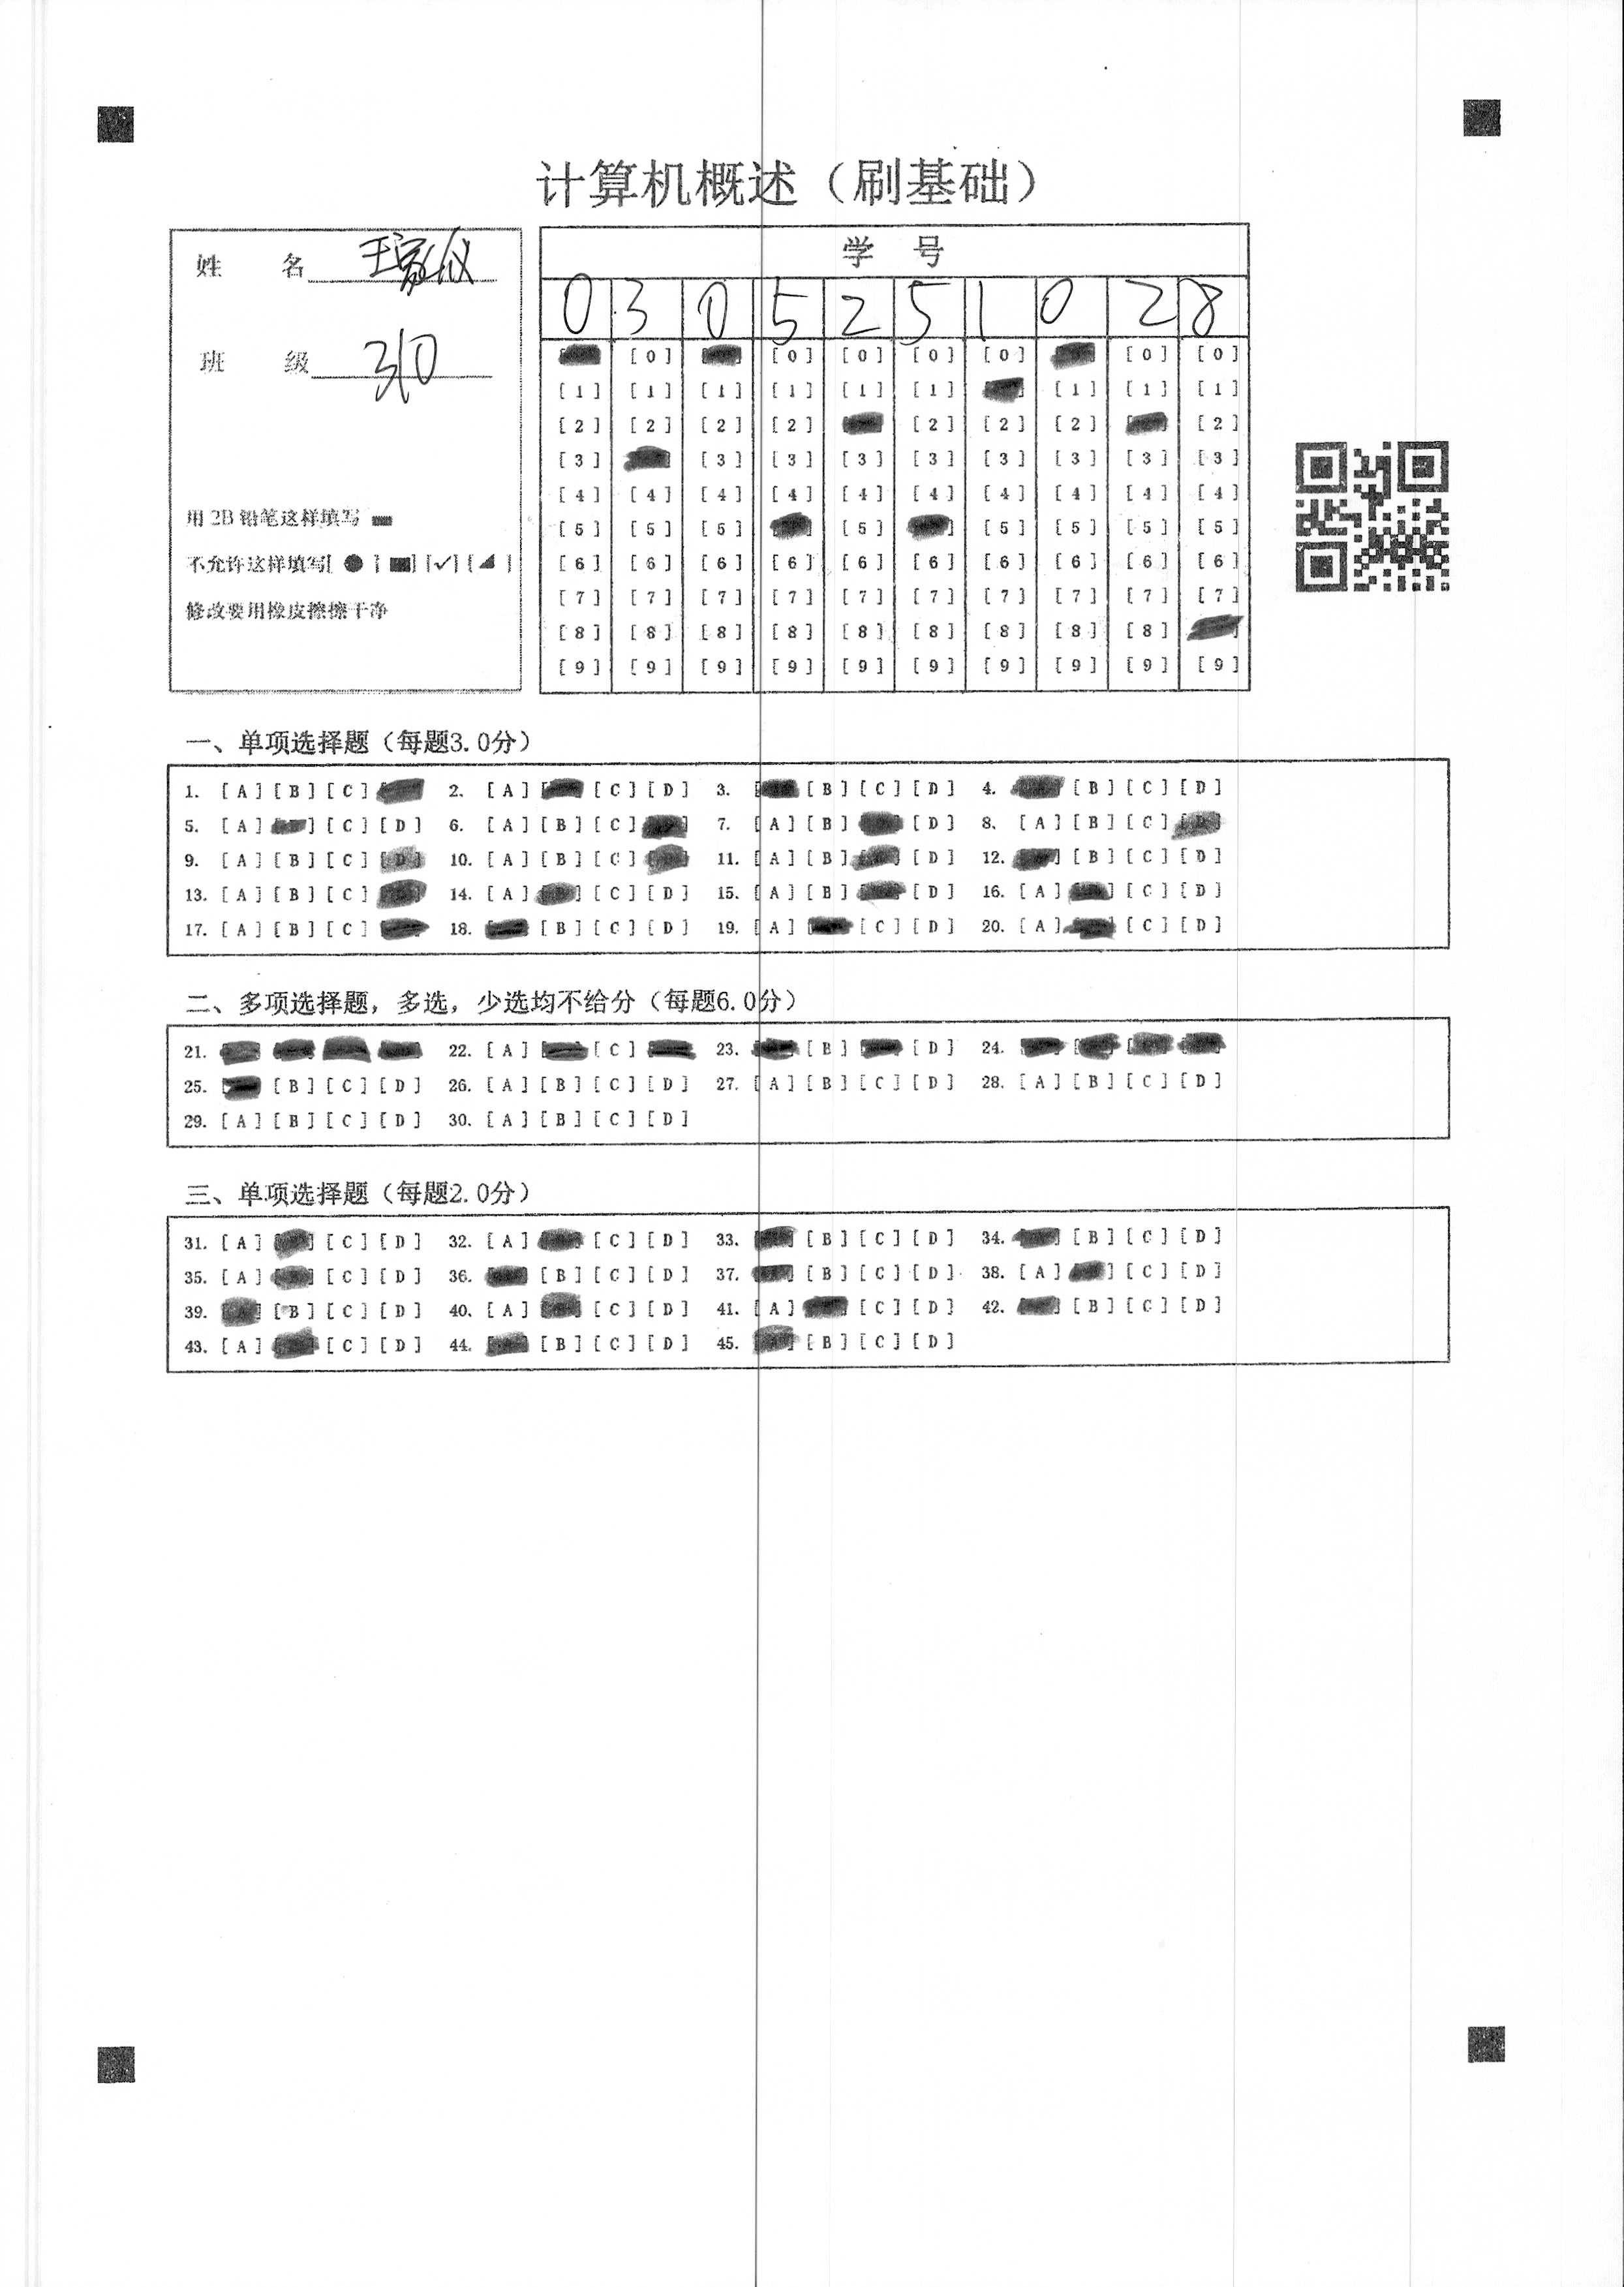 计算机概述（刷基础）
姓 名
班 级 310
用 2B 铅笔这样填写
不允许这样填写[ ● ] [■] [✓] [◢ ]
修改要用橡皮擦擦干净
学 号
0 3 0 5 2 5 1 0 2 8
[0] [0] [0] [0] [0] [0]
[1] [1] [1] [1] [1] [1] [1] [1] [1]
[2] [2] [2] [2] [2] [2] [2] [2]
[3] [3] [3] [3] [3] [3] [3] [3] [3]
[4] [4] [4] [4] [4] [4] [4] [4] [4] [4]
[5] [5] [5] [5] [5] [5] [5] [5]
[6] [6] [6] [6] [6] [6] [6] [6] [6] [6]
[7] [7] [7] [7] [7] [7] [7] [7] [7] [7]
[8] [8] [8] [8] [8] [8] [8] [8] [8]
[9] [9] [9] [9] [9] [9] [9] [9] [9] [9]
一、单项选择题（每题3.0分）
1. [A] [B] [C] 2. [A] [C] [D] 3. [B] [C] [D] 4. [B] [C] [D]
5. [A] [C] [D] 6. [A] [B] [C] 7. [A] [B] [D] 8. [A] [B] [C] [D]
9. [A] [B] [C] [D] 10. [A] [B] [C] 11. [A] [B] [D] 12. [B] [C] [D]
13. [A] [B] [C] 14. [A] [C] [D] 15. [A] [B] [D] 16. [A] [C] [D]
17. [A] [B] [C] 18. [B] [C] [D] 19. [A] [C] [D] 20. [A] [C] [D]
二、多项选择题，多选，少选均不给分（每题6.0分）
21. 22. [A] [C] 23. [B] [D] 24.
25. [B] [C] [D] 26. [A] [B] [C] [D] 27. [A] [B] [C] [D] 28. [A] [B] [C] [D]
29. [A] [B] [C] [D] 30. [A] [B] [C] [D]
三、单项选择题（每题2.0分）
31. [A] [C] [D] 32. [A] [C] [D] 33. [B] [C] [D] 34. [B] [C] [D]
35. [A] [C] [D] 36. [B] [C] [D] 37. [B] [C] [D] 38. [A] [C] [D]
39. [A] [B] [C] [D] 40. [A] [C] [D] 41. [A] [C] [D] 42. [B] [C] [D]
43. [A] [C] [D] 44. [B] [C] [D] 45. [B] [C] [D]